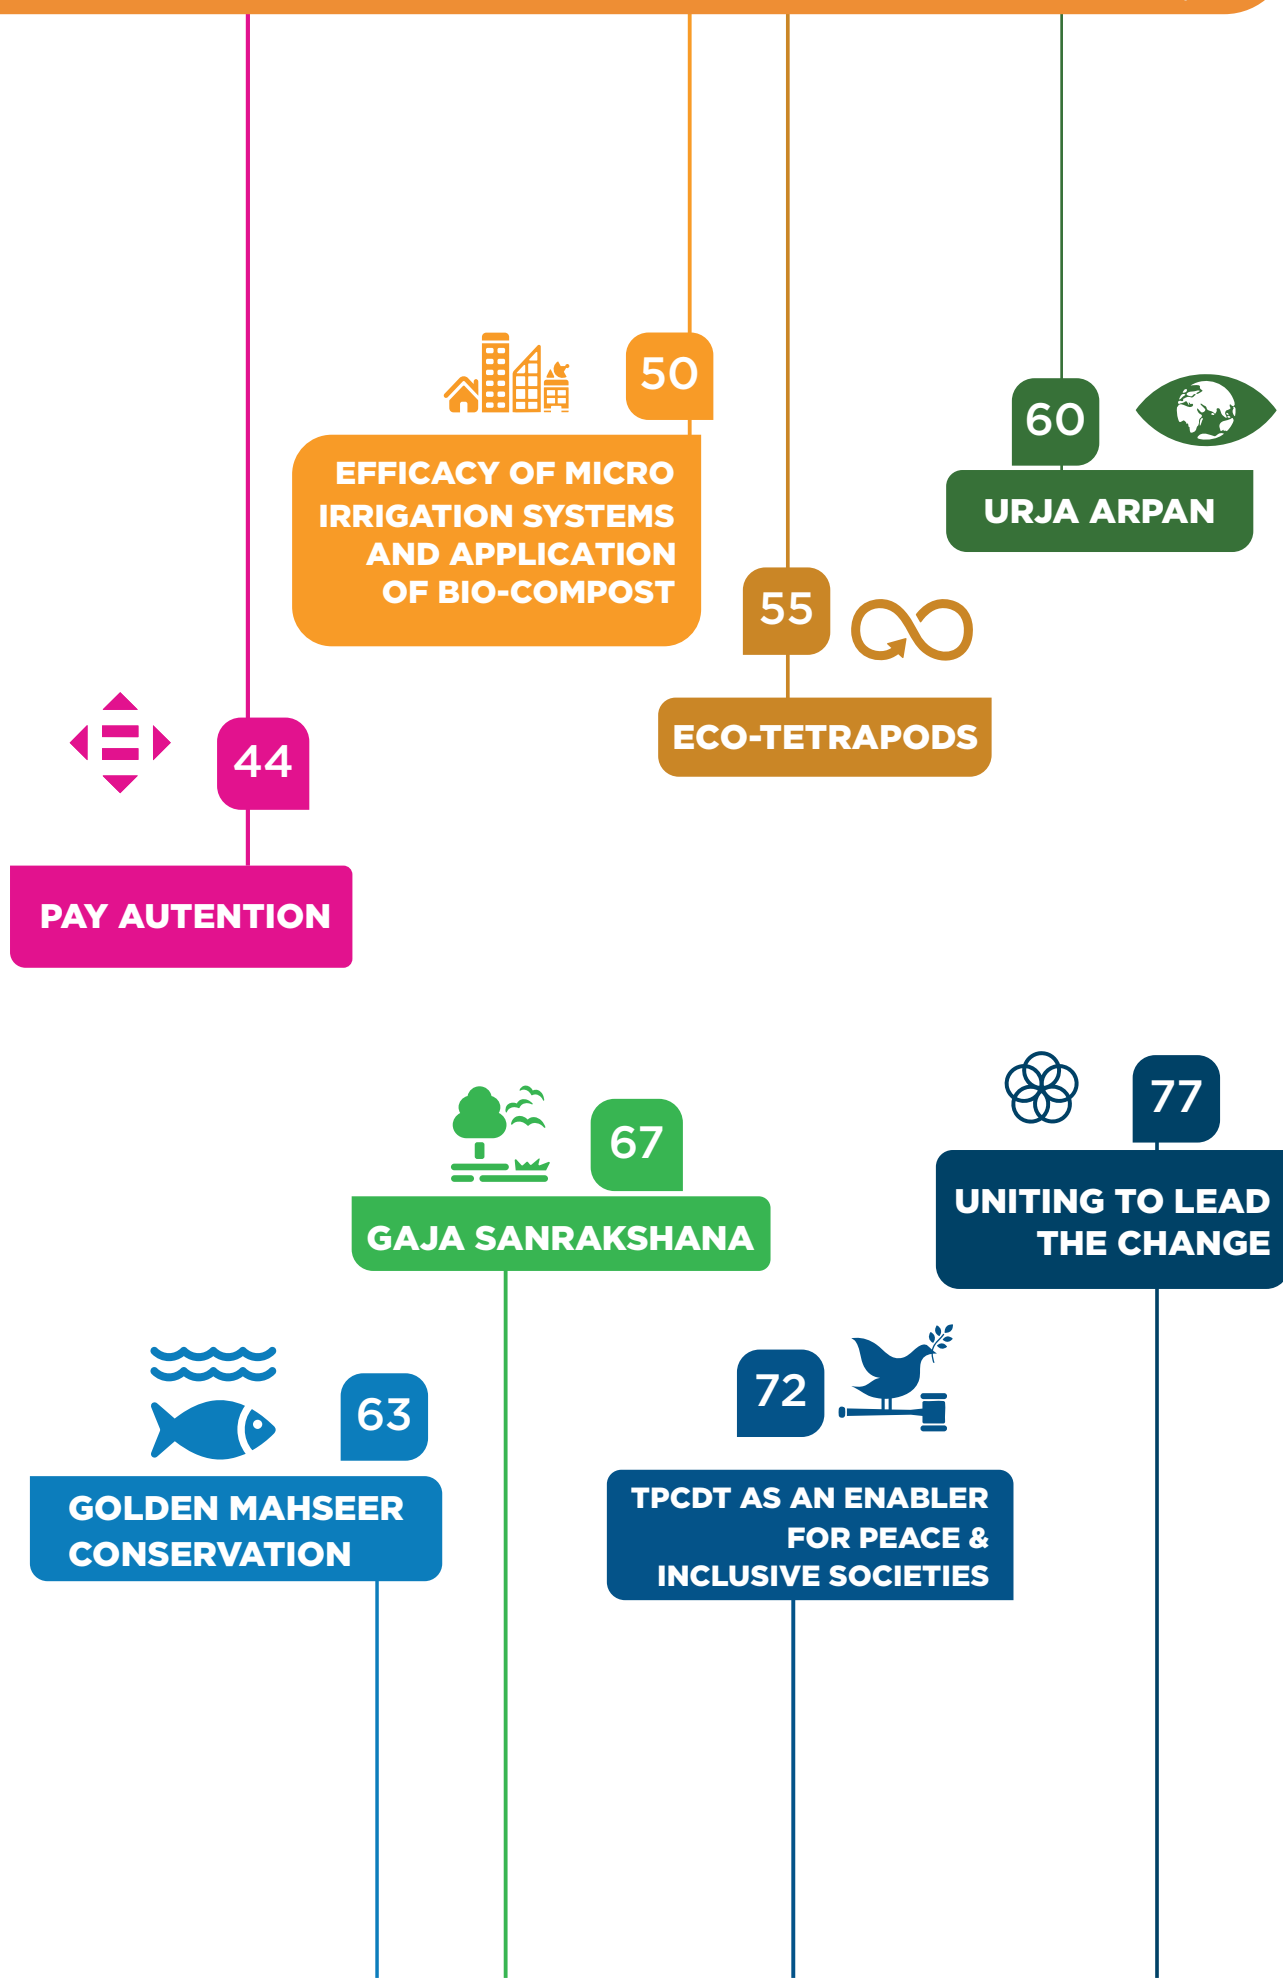 50
EFFICACY OF MICRO
IRRIGATION SYSTEMS
AND APPLICATION
OF BIO-COMPOST
60
URJA ARPAN
55
ECO-TETRAPODS
44
PAY AUTENTION
77
UNITING TO LEAD
THE CHANGE
67
GAJA SANRAKSHANA
63
GOLDEN MAHSEER
CONSERVATION
72
TPCDT AS AN ENABLER
FOR PEACE &
INCLUSIVE SOCIETIES